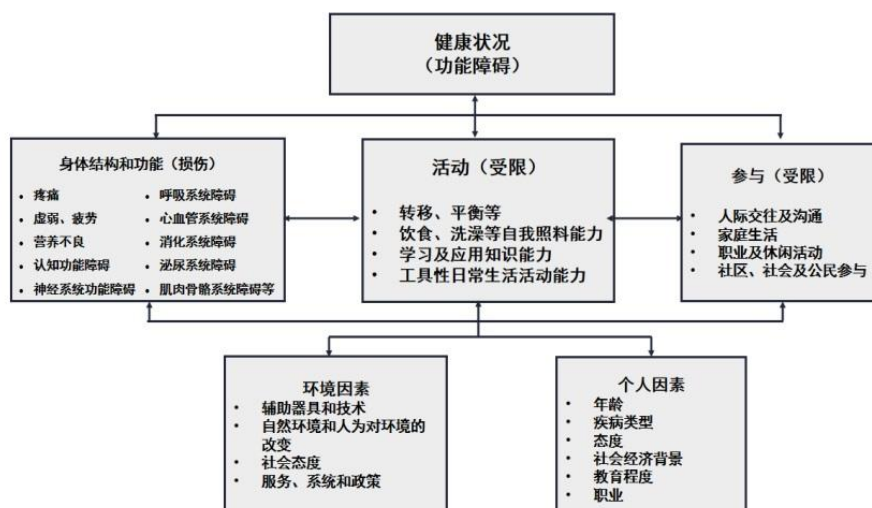 健康状况
（功能障碍）
身体结构和功能（损伤）
• 疼痛
• 虚弱、疲劳
• 营养不良
• 认知功能障碍
• 神经系统功能障碍
• 呼吸系统障碍
• 心血管系统障碍
• 消化系统障碍
• 泌尿系统障碍
• 肌肉骨骼系统障碍等
活动（受限）
• 转移、平衡等
• 饮食、洗澡等自我照料能力
• 学习及应用知识能力
• 工具性日常生活活动能力
参与（受限）
• 人际交往及沟通
• 家庭生活
• 职业及休闲活动
• 社区、社会及公民参与
环境因素
• 辅助器具和技术
• 自然环境和人为对环境的
改变
• 社会态度
• 服务、系统和政策
个人因素
• 年龄
• 疾病类型
• 态度
• 社会经济背景
• 教育程度
• 职业